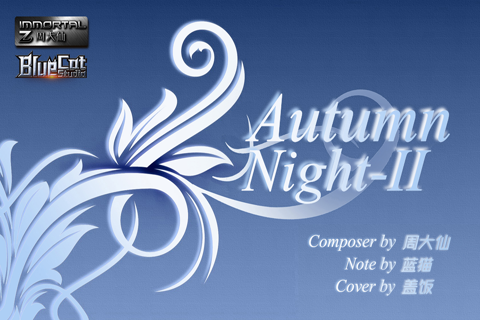 IMMORTAL
Z 周大仙
BlueCat
Studio
Autumn
Night-II
Composer by 周大仙
Note by 蓝猫
Cover by 盖饭